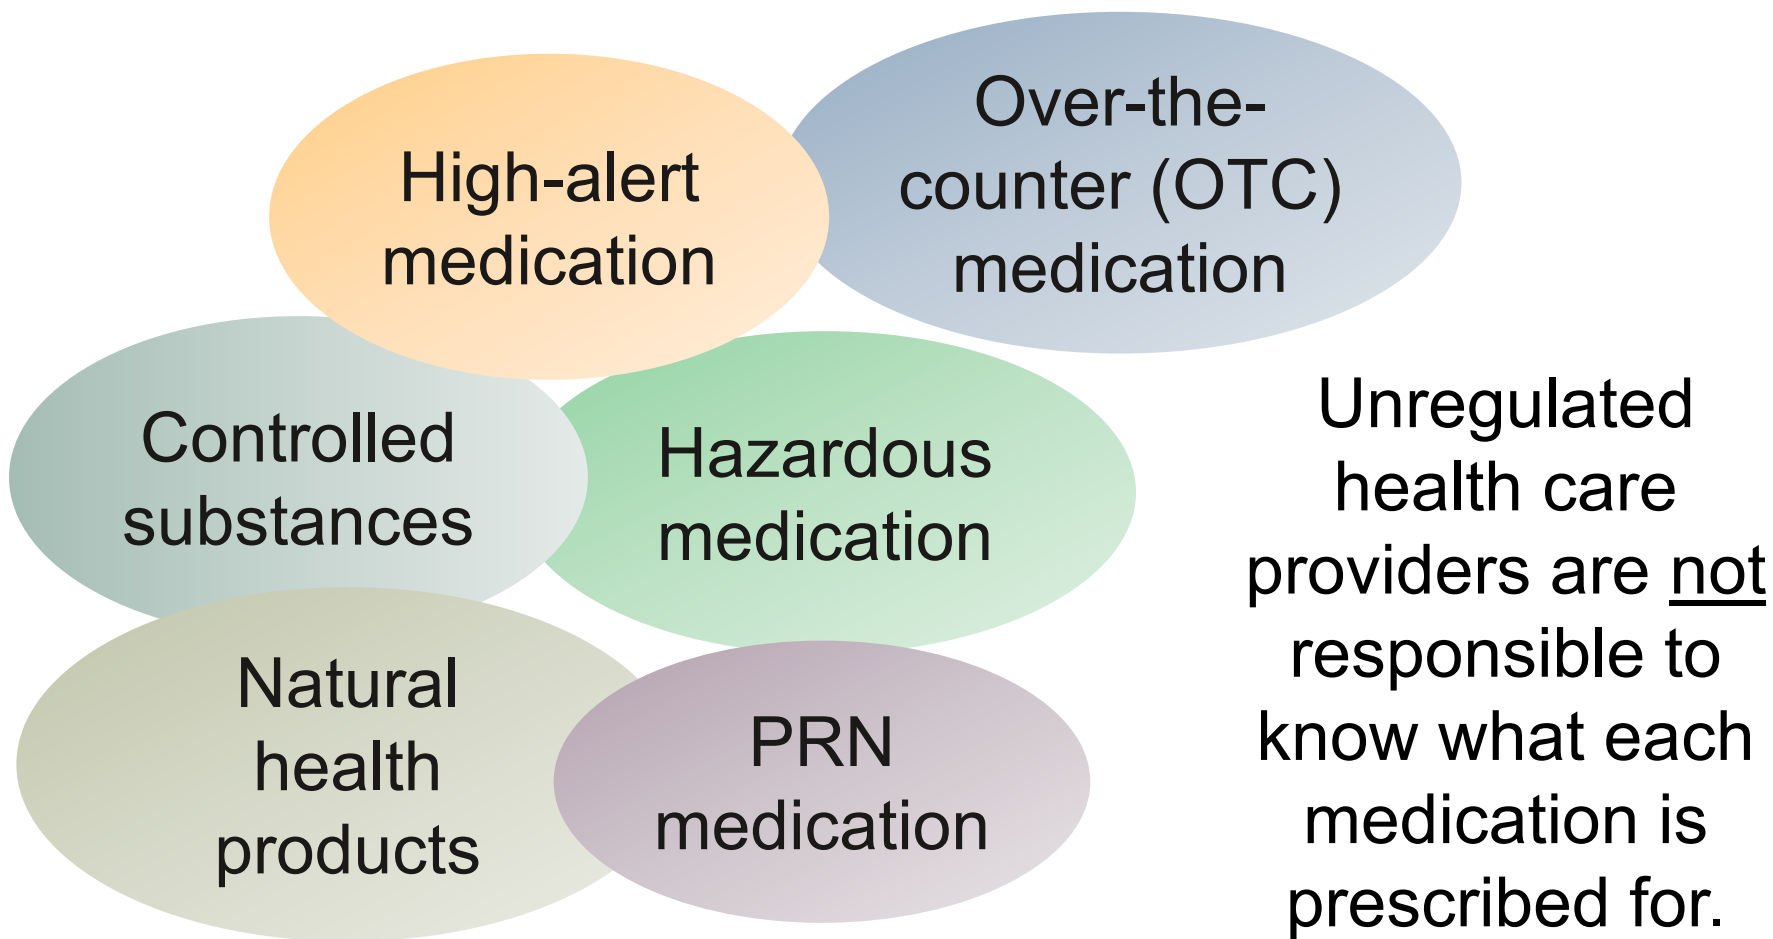 High-alert
medication
Over-the-
counter (OTC)
medication
Controlled
substances
Hazardous
medication
Natural
health
products
PRN
medication
Unregulated
health care
providers are not
responsible to
know what each
medication is
prescribed for.